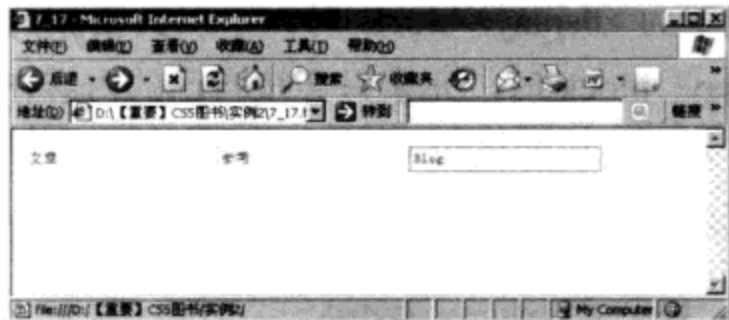 7_17 - Microsoft Internet Explorer
文件(F) 编辑(E) 查看(V) 收藏(A) 工具(T) 帮助(H)
后退 搜索 收藏夹
地址(D) D:\【重要】CSS图书\实例2\7_17.h 转到 链接 »
文章 参考 Blog
file:///D:/【重要】CSS图书/实例2/ My Computer